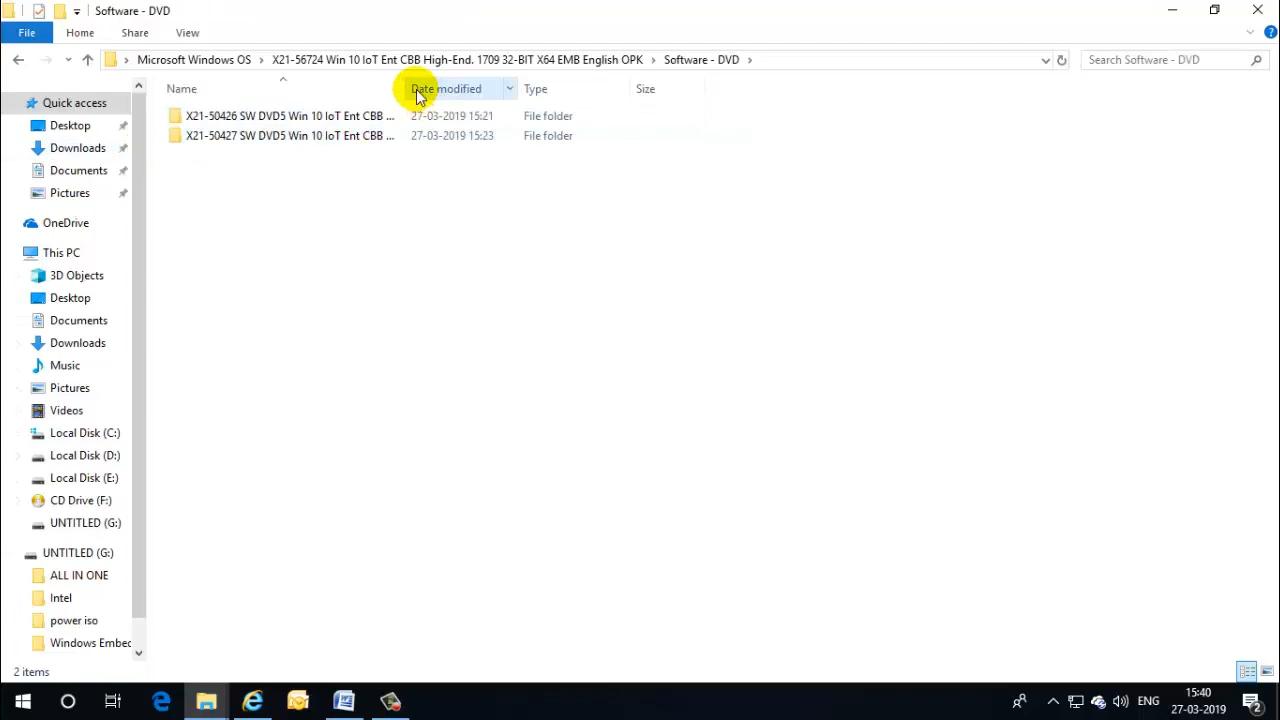 Software - DVD
File Home Share View
Microsoft Windows OS > X21-56724 Win 10 IoT Ent CBB High-End. 1709 32-BIT X64 EMB English OPK > Software - DVD >
Search Software - DVD
Name Date modified Type Size
Quick access
X21-50426 SW DVD5 Win 10 IoT Ent CBB ... 27-03-2019 15:21 File folder
X21-50427 SW DVD5 Win 10 IoT Ent CBB ... 27-03-2019 15:23 File folder
Desktop
Downloads
Documents
Pictures
OneDrive
This PC
3D Objects
Desktop
Documents
Downloads
Music
Pictures
Videos
Local Disk (C:)
Local Disk (D:)
Local Disk (E:)
CD Drive (F:)
UNTITLED (G:)
UNTITLED (G:)
ALL IN ONE
Intel
power iso
Windows Embec
2 items
ENG
15:40
27-03-2019
2